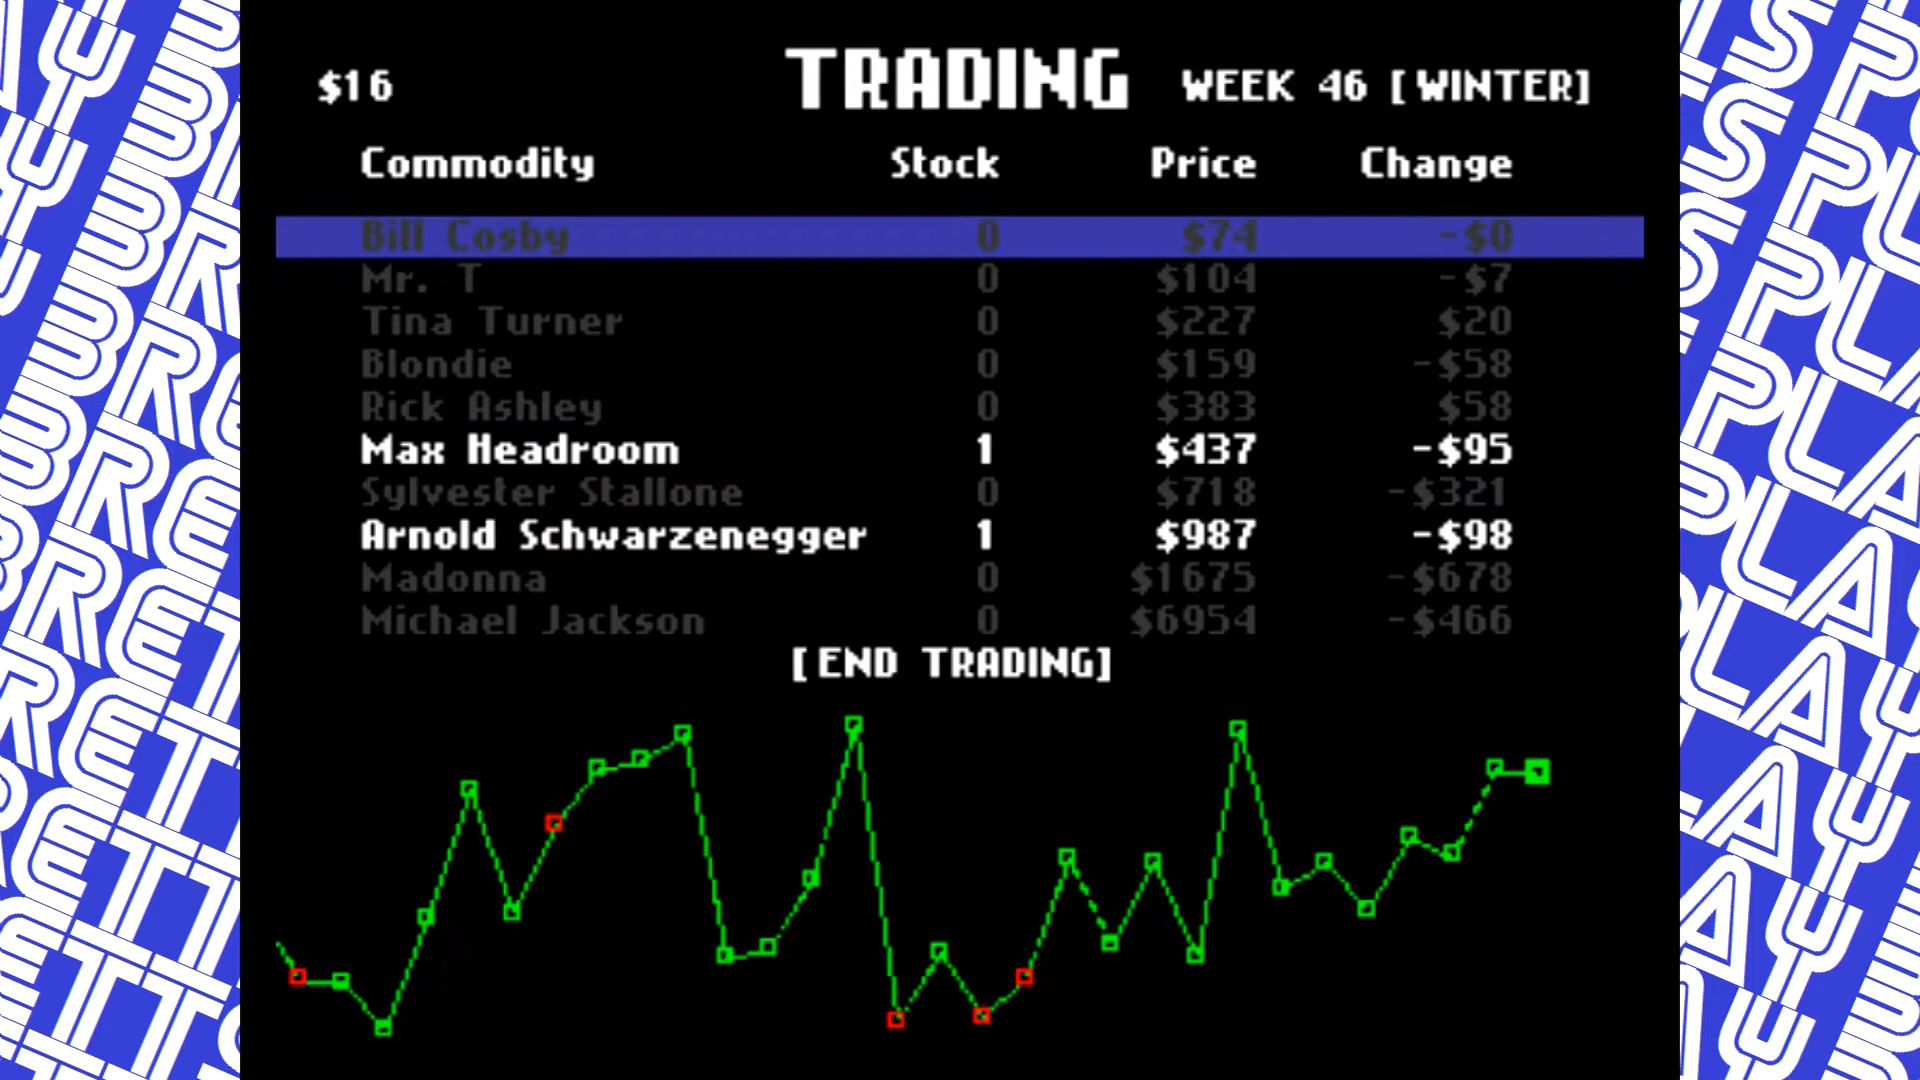 $16 TRADING WEEK 46 [WINTER]
Commodity Stock Price Change
Bill Cosby 0 $74 -$0
Mr. T 0 $104 -$7
Tina Turner 0 $227 $20
Blondie 0 $159 -$58
Rick Ashley 0 $383 $58
Max Headroom 1 $437 -$95
Sylvester Stallone 0 $718 -$321
Arnold Schwarzenegger 1 $987 -$98
Madonna 0 $1675 -$678
Michael Jackson 0 $6954 -$466
[END TRADING]